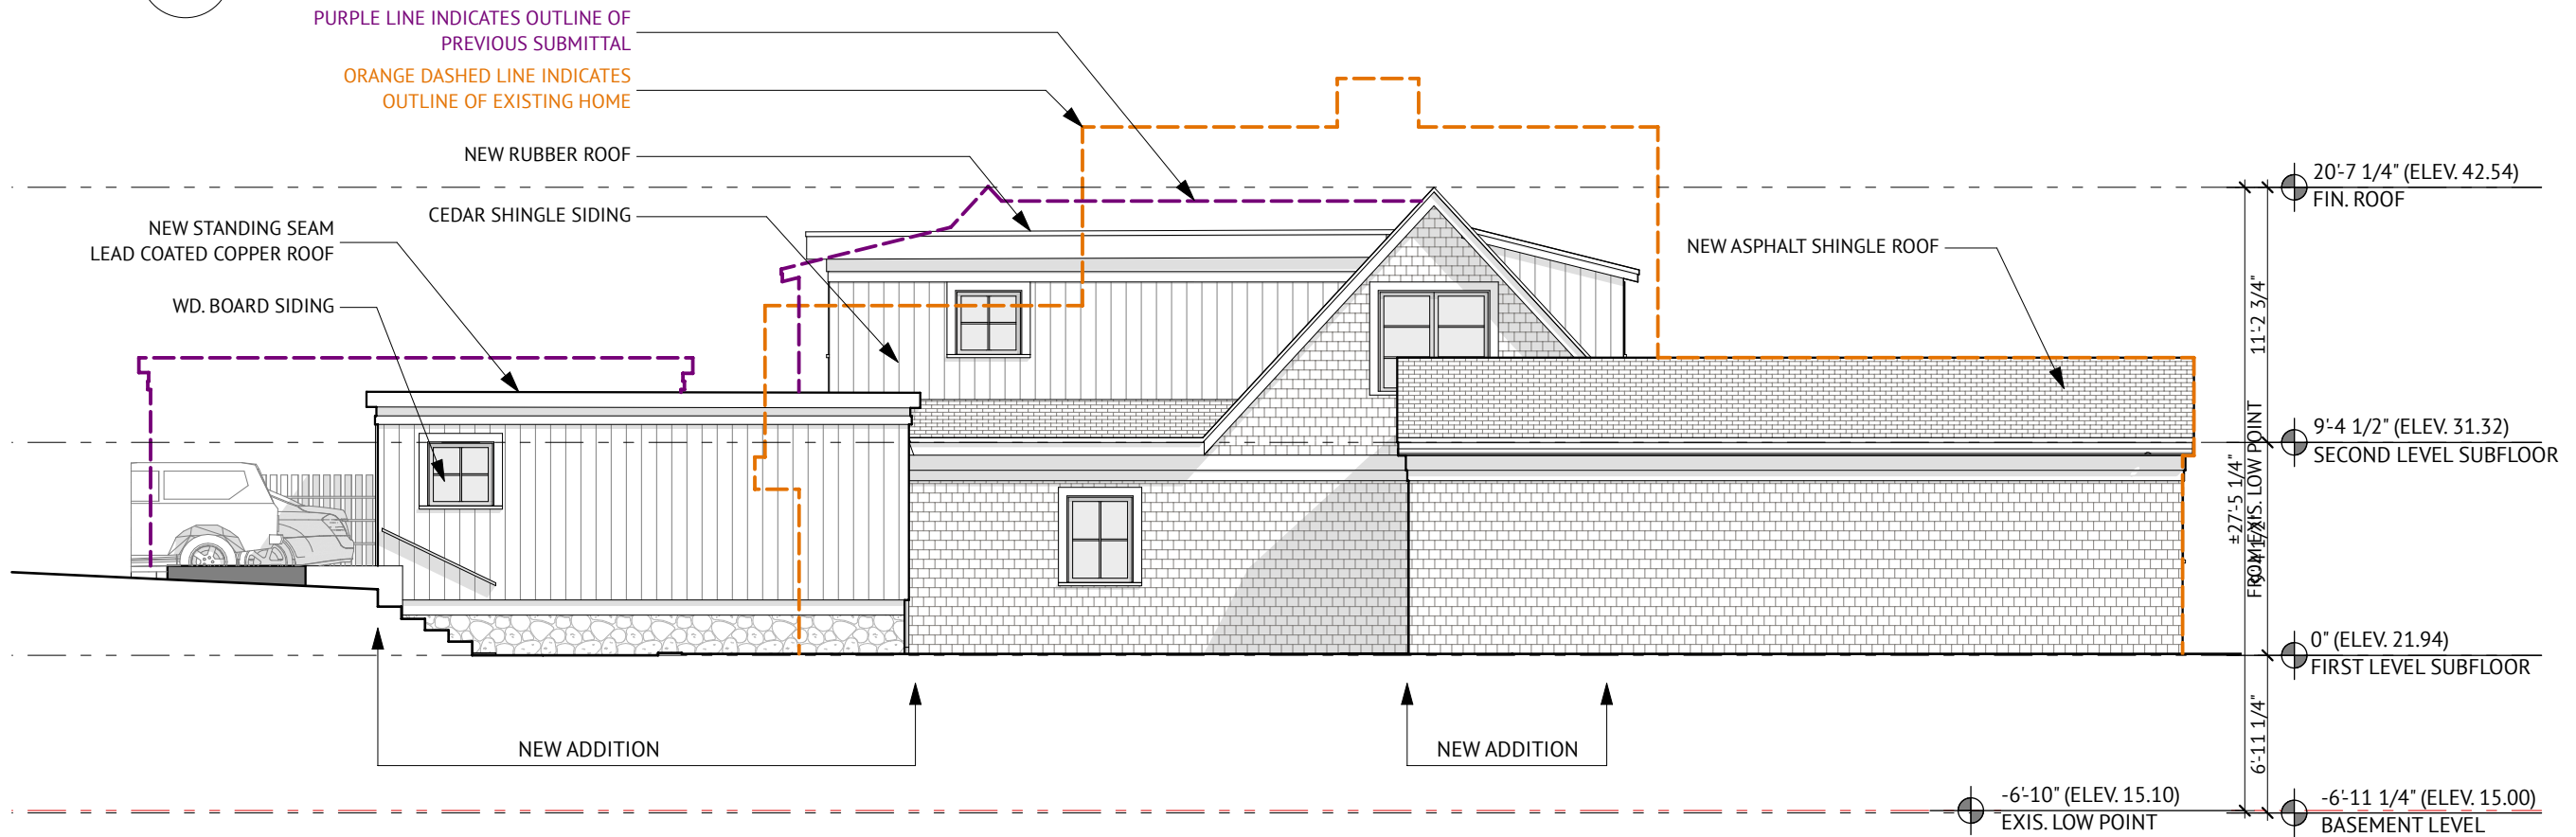 PURPLE LINE INDICATES OUTLINE OF
PREVIOUS SUBMITTAL
ORANGE DASHED LINE INDICATES
OUTLINE OF EXISTING HOME
NEW RUBBER ROOF
CEDAR SHINGLE SIDING
NEW STANDING SEAM
LEAD COATED COPPER ROOF
WD. BOARD SIDING
NEW ASPHALT SHINGLE ROOF
20'-7 1/4" (ELEV. 42.54)
FIN. ROOF
11'-2 3/4"
9'-4 1/2" (ELEV. 31.32)
SECOND LEVEL SUBFLOOR
±27'-5 1/4"
FROM EXIS. LOW POINT
9'-4 1/2"
0" (ELEV. 21.94)
FIRST LEVEL SUBFLOOR
6'-11 1/4"
NEW ADDITION
NEW ADDITION
-6'-10" (ELEV. 15.10)
EXIS. LOW POINT
-6'-11 1/4" (ELEV. 15.00)
BASEMENT LEVEL